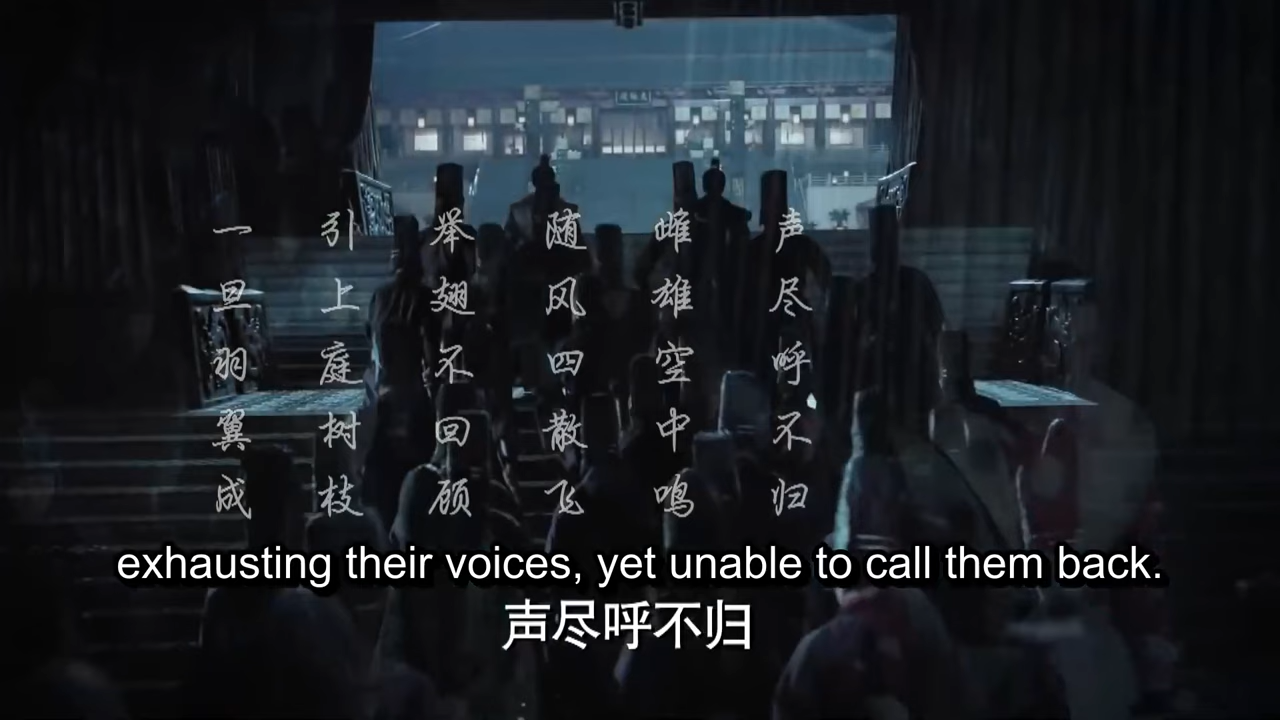 一旦羽翼成
引上庭树枝
举翅不回顾
随风四散飞
雌雄空中鸣
声尽呼不归
exhausting their voices, yet unable to call them back.
声尽呼不归